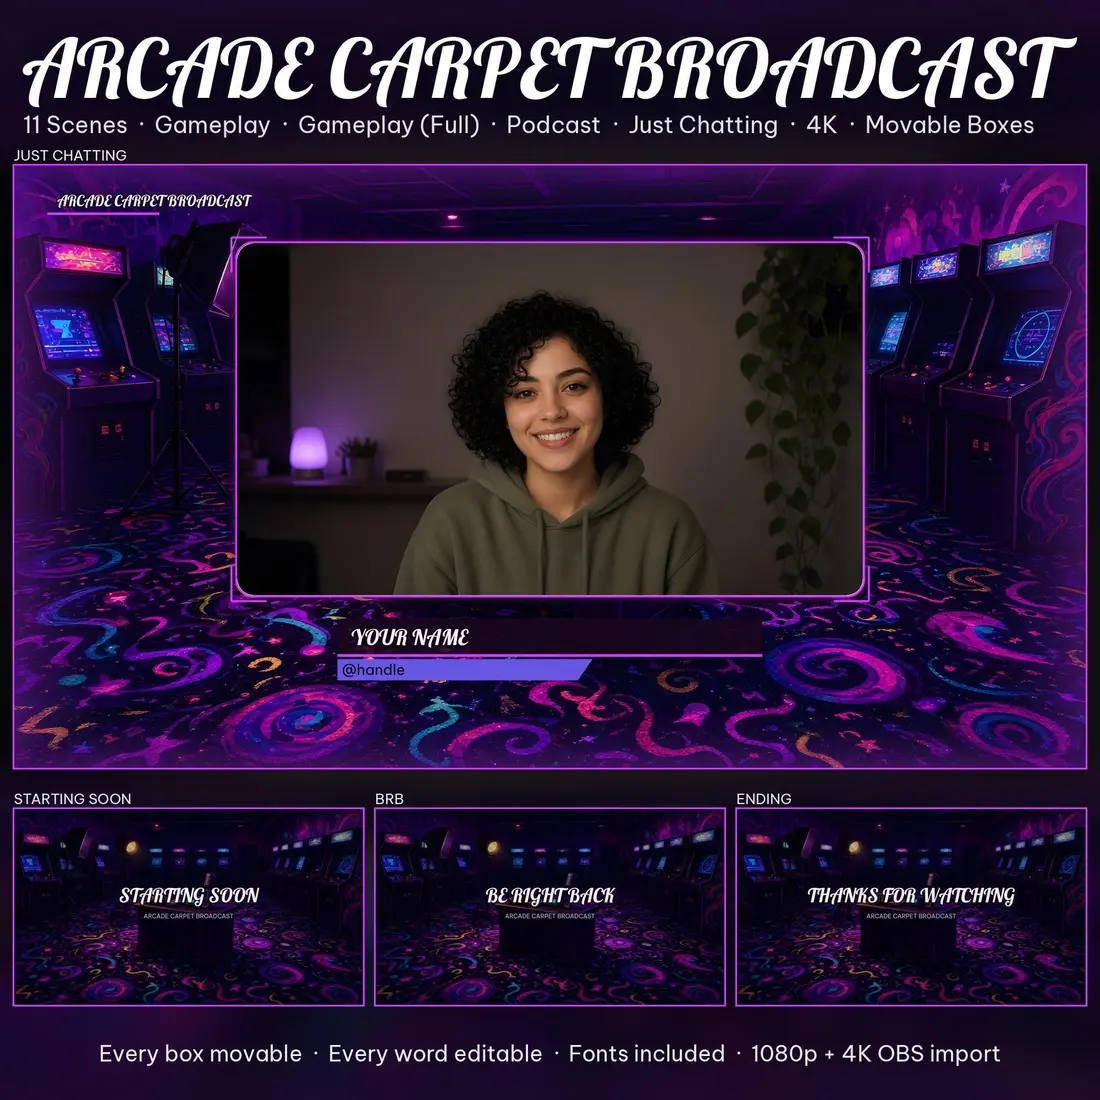 ARCADE CARPET BROADCAST
11 Scenes · Gameplay · Gameplay (Full) · Podcast · Just Chatting · 4K · Movable Boxes
JUST CHATTING
ARCADE CARPET BROADCAST
YOUR NAME
@handle
STARTING SOON
BRB
ENDING
STARTING SOON
ARCADE CARPET BROADCAST
BE RIGHT BACK
ARCADE CARPET BROADCAST
THANKS FOR WATCHING
ARCADE CARPET BROADCAST
Every box movable · Every word editable · Fonts included · 1080p + 4K OBS import